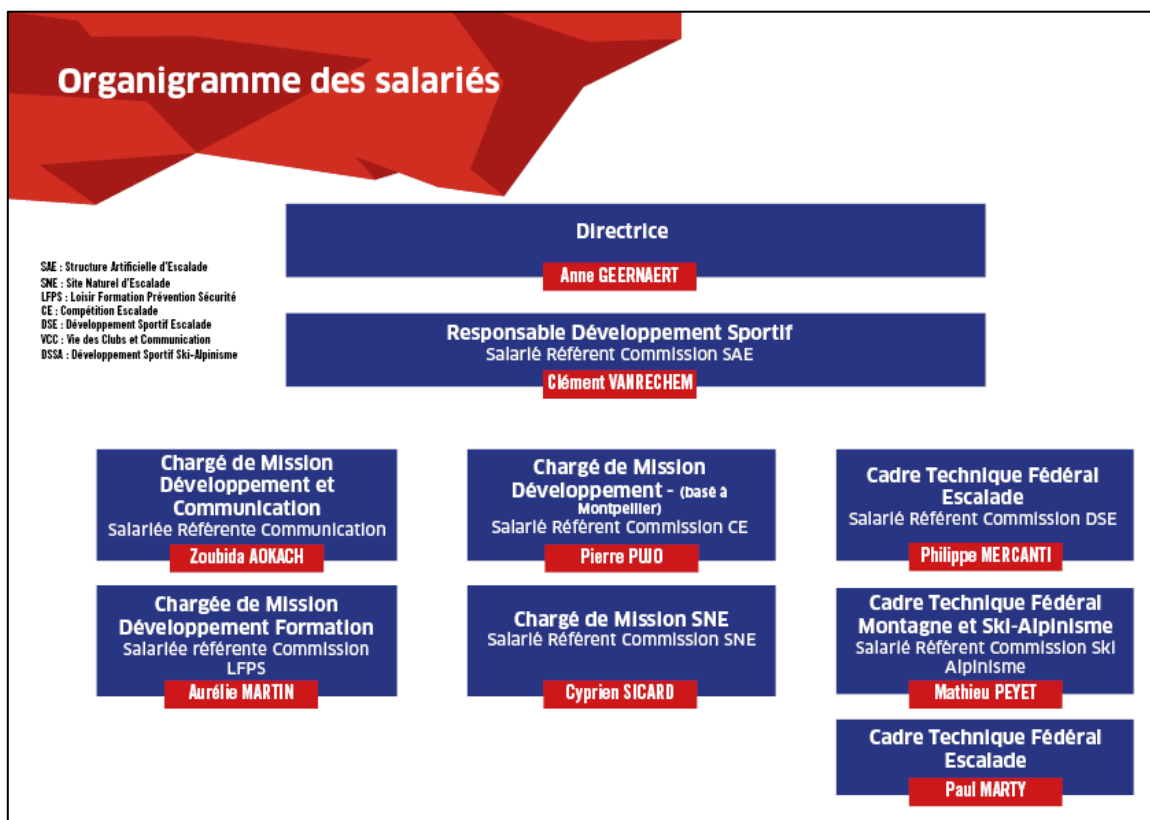 Organigramme des salariés
SAE : Structure Artificielle d'Escalade
SNE : Site Naturel d'Escalade
LFPS : Loisir Formation Prévention Sécurité
CE : Compétition Escalade
DSE : Développement Sportif Escalade
VCC : Vie des Clubs et Communication
DSSA : Développement Sportif Ski-Alpinisme
Directrice
Anne GEERNAERT
Responsable Développement Sportif
Salarié Référent Commission SAE
Clément VANRECHEM
Chargé de Mission
Développement et
Communication
Salariée Référente Communication
Zoubida AOKACH
Chargé de Mission
Développement - (basé à
Montpellier)
Salarié Référent Commission CE
Pierre PUJO
Cadre Technique Fédéral
Escalade
Salarié Référent Commission DSE
Philippe MERCANTI
Chargée de Mission
Développement Formation
Salariée référente Commission
LFPS
Aurélie MARTIN
Chargé de Mission SNE
Salarié Référent Commission SNE
Cyprien SICARD
Cadre Technique Fédéral
Montagne et Ski-Alpinisme
Salarié Référent Commission Ski
Alpinisme
Mathieu PEYET
Cadre Technique Fédéral
Escalade
Paul MARTY